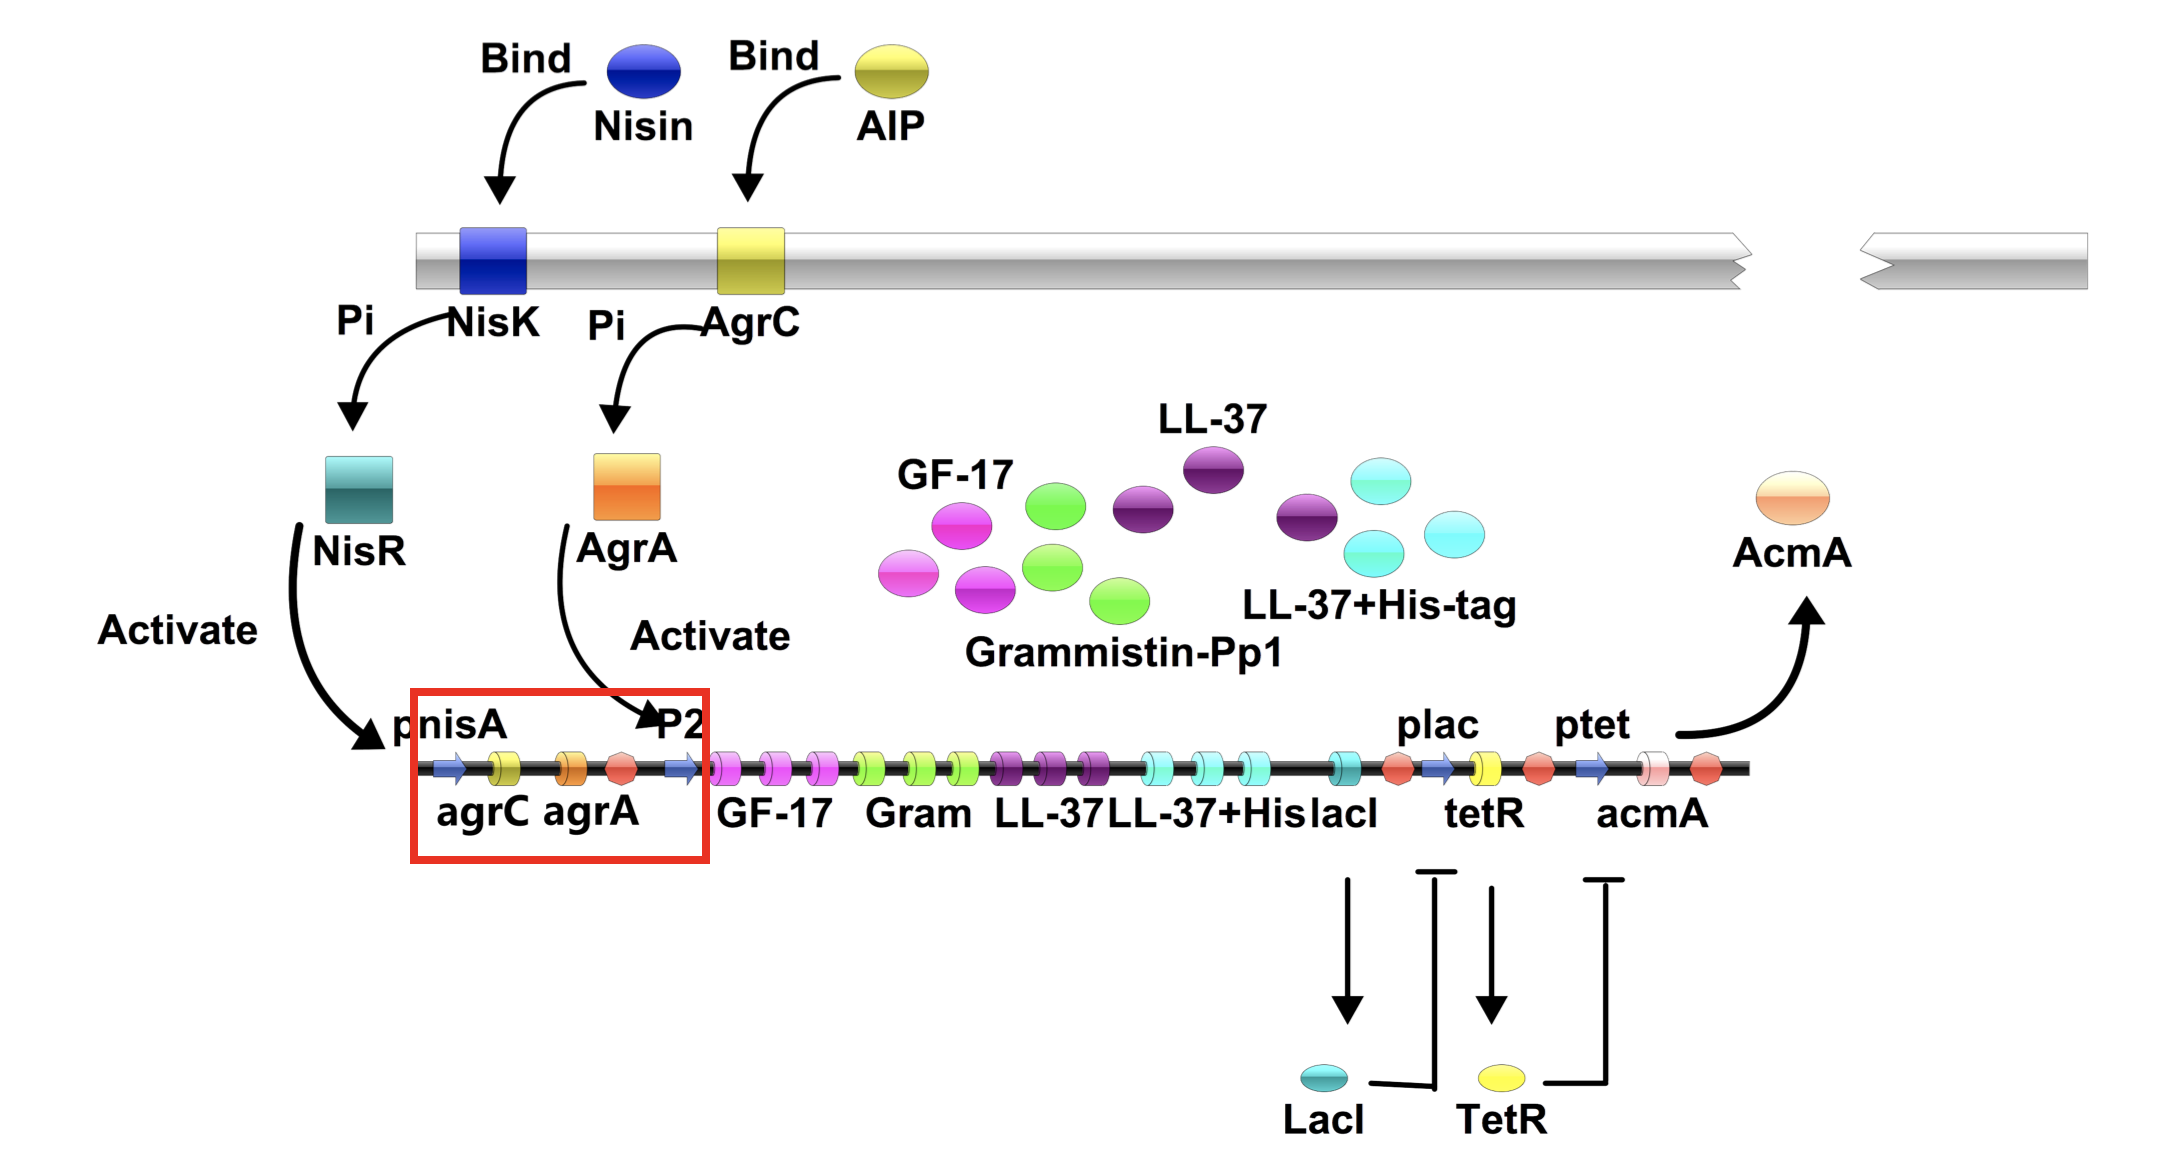 Bind
Nisin
Bind
AIP
Pi
NisK
Pi
AgrC
LL-37
GF-17
NisR
AgrA
AcmA
LL-37+His-tag
Activate
Activate
Grammistin-Pp1
pnisA
P2
plac
ptet
agrC
agrA
GF-17
Gram
LL-37
LL-37+His
lacI
tetR
acmA
LacI
TetR